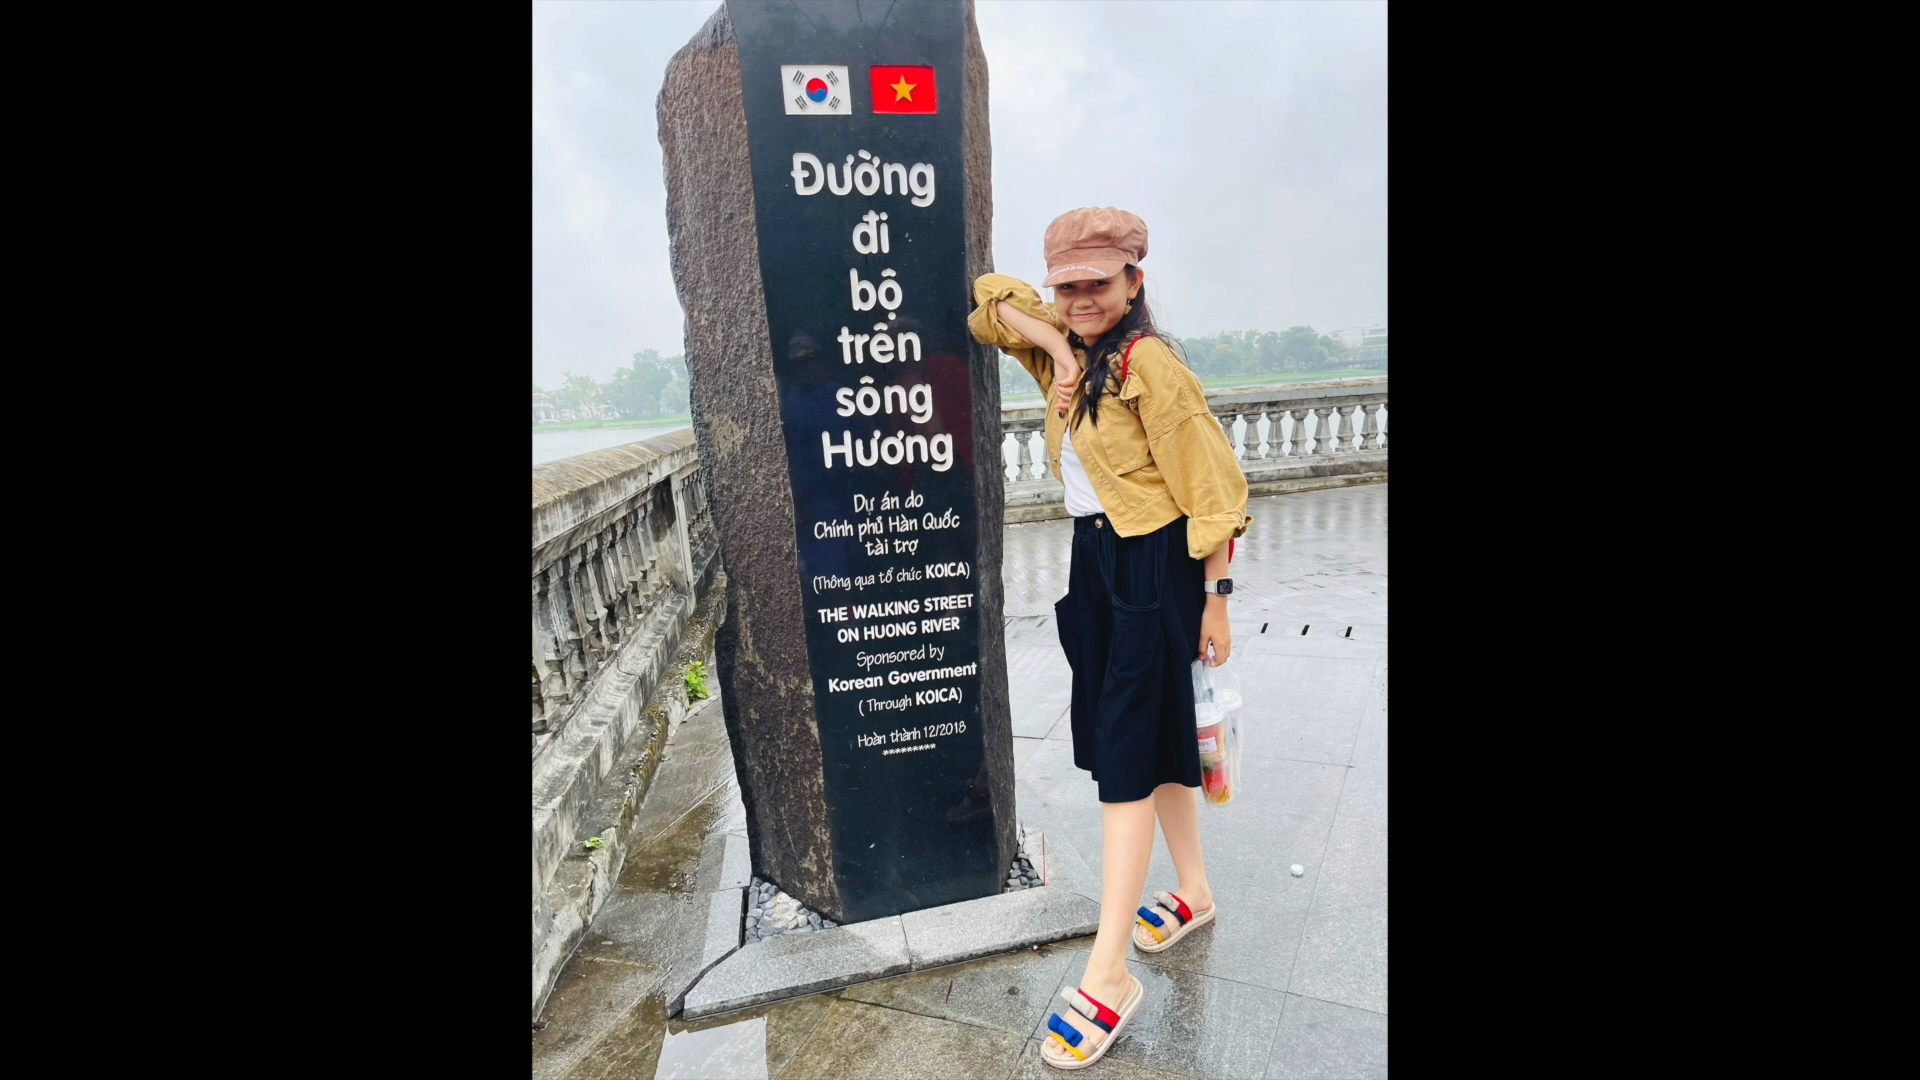 Đường
đi
bộ
trên
sông
Hương
Dự án do
Chính phủ Hàn Quốc
tài trợ
(Thông qua tổ chức KOICA)
THE WALKING STREET
ON HUONG RIVER
Sponsored by
Korean Government
( Through KOICA)
Hoàn thành 12/2018
*********